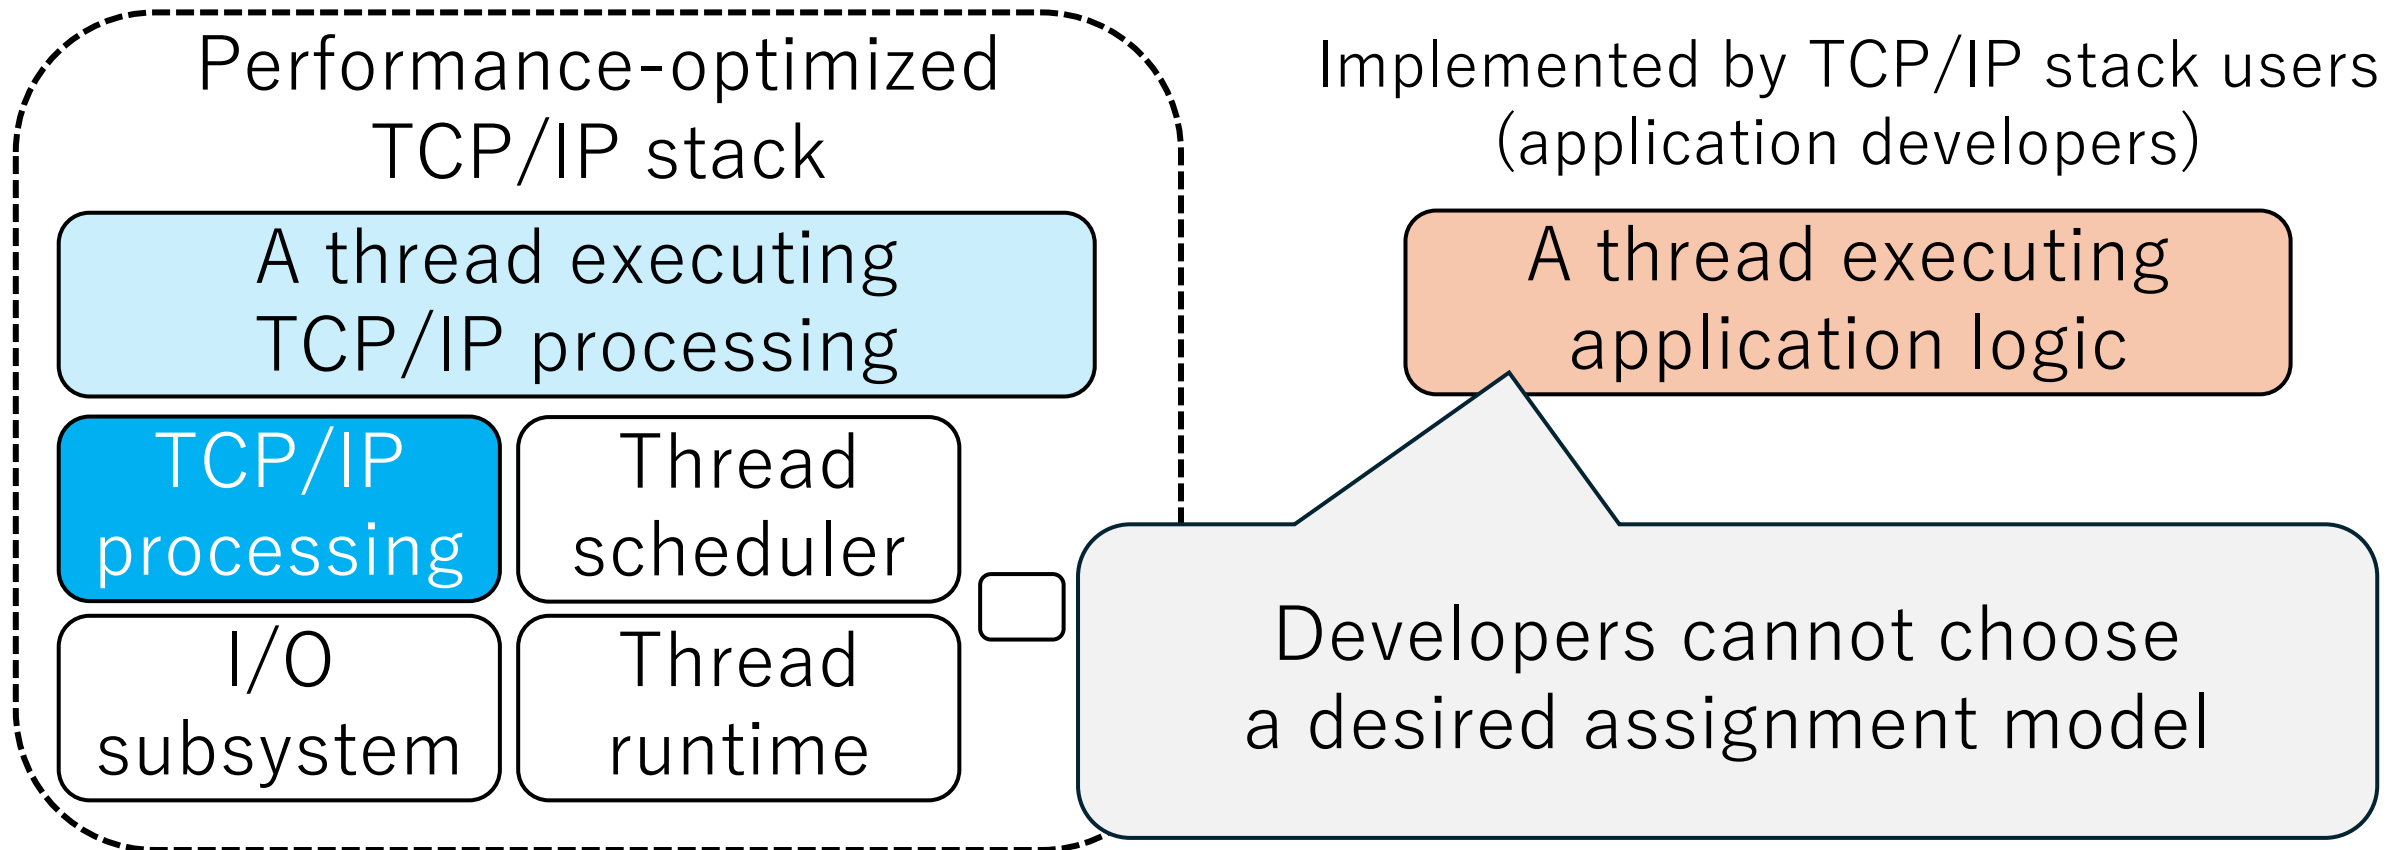 Performance-optimized
TCP/IP stack
Implemented by TCP/IP stack users
(application developers)
A thread executing
TCP/IP processing
A thread executing
application logic
TCP/IP
processing
Thread
scheduler
I/O
subsystem
Thread
runtime
Developers cannot choose
a desired assignment model